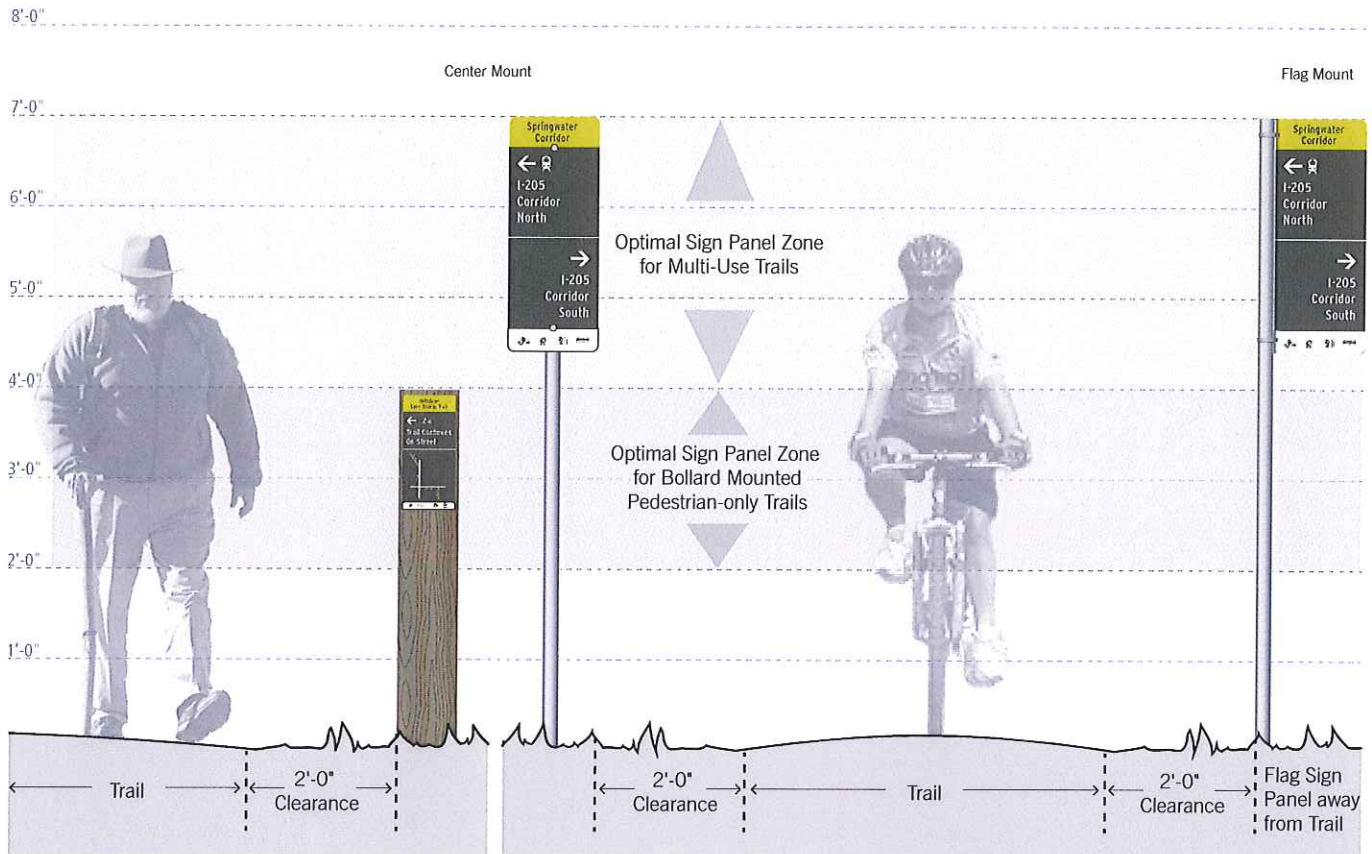 8'-0"
Center Mount
Flag Mount
7'-0"
Springwater
Corridor
I-205
Corridor
North
I-205
Corridor
South
Springwater
Corridor
I-205
Corridor
North
I-205
Corridor
South
6'-0"
Optimal Sign Panel Zone
for Multi-Use Trails
5'-0"
4'-0"
Trail Continues
On Street
3'-0"
Optimal Sign Panel Zone
for Bollard Mounted
Pedestrian-only Trails
2'-0"
1'-0"
Trail
2'-0"
Clearance
2'-0"
Clearance
Trail
2'-0"
Clearance
Flag Sign
Panel away
from Trail